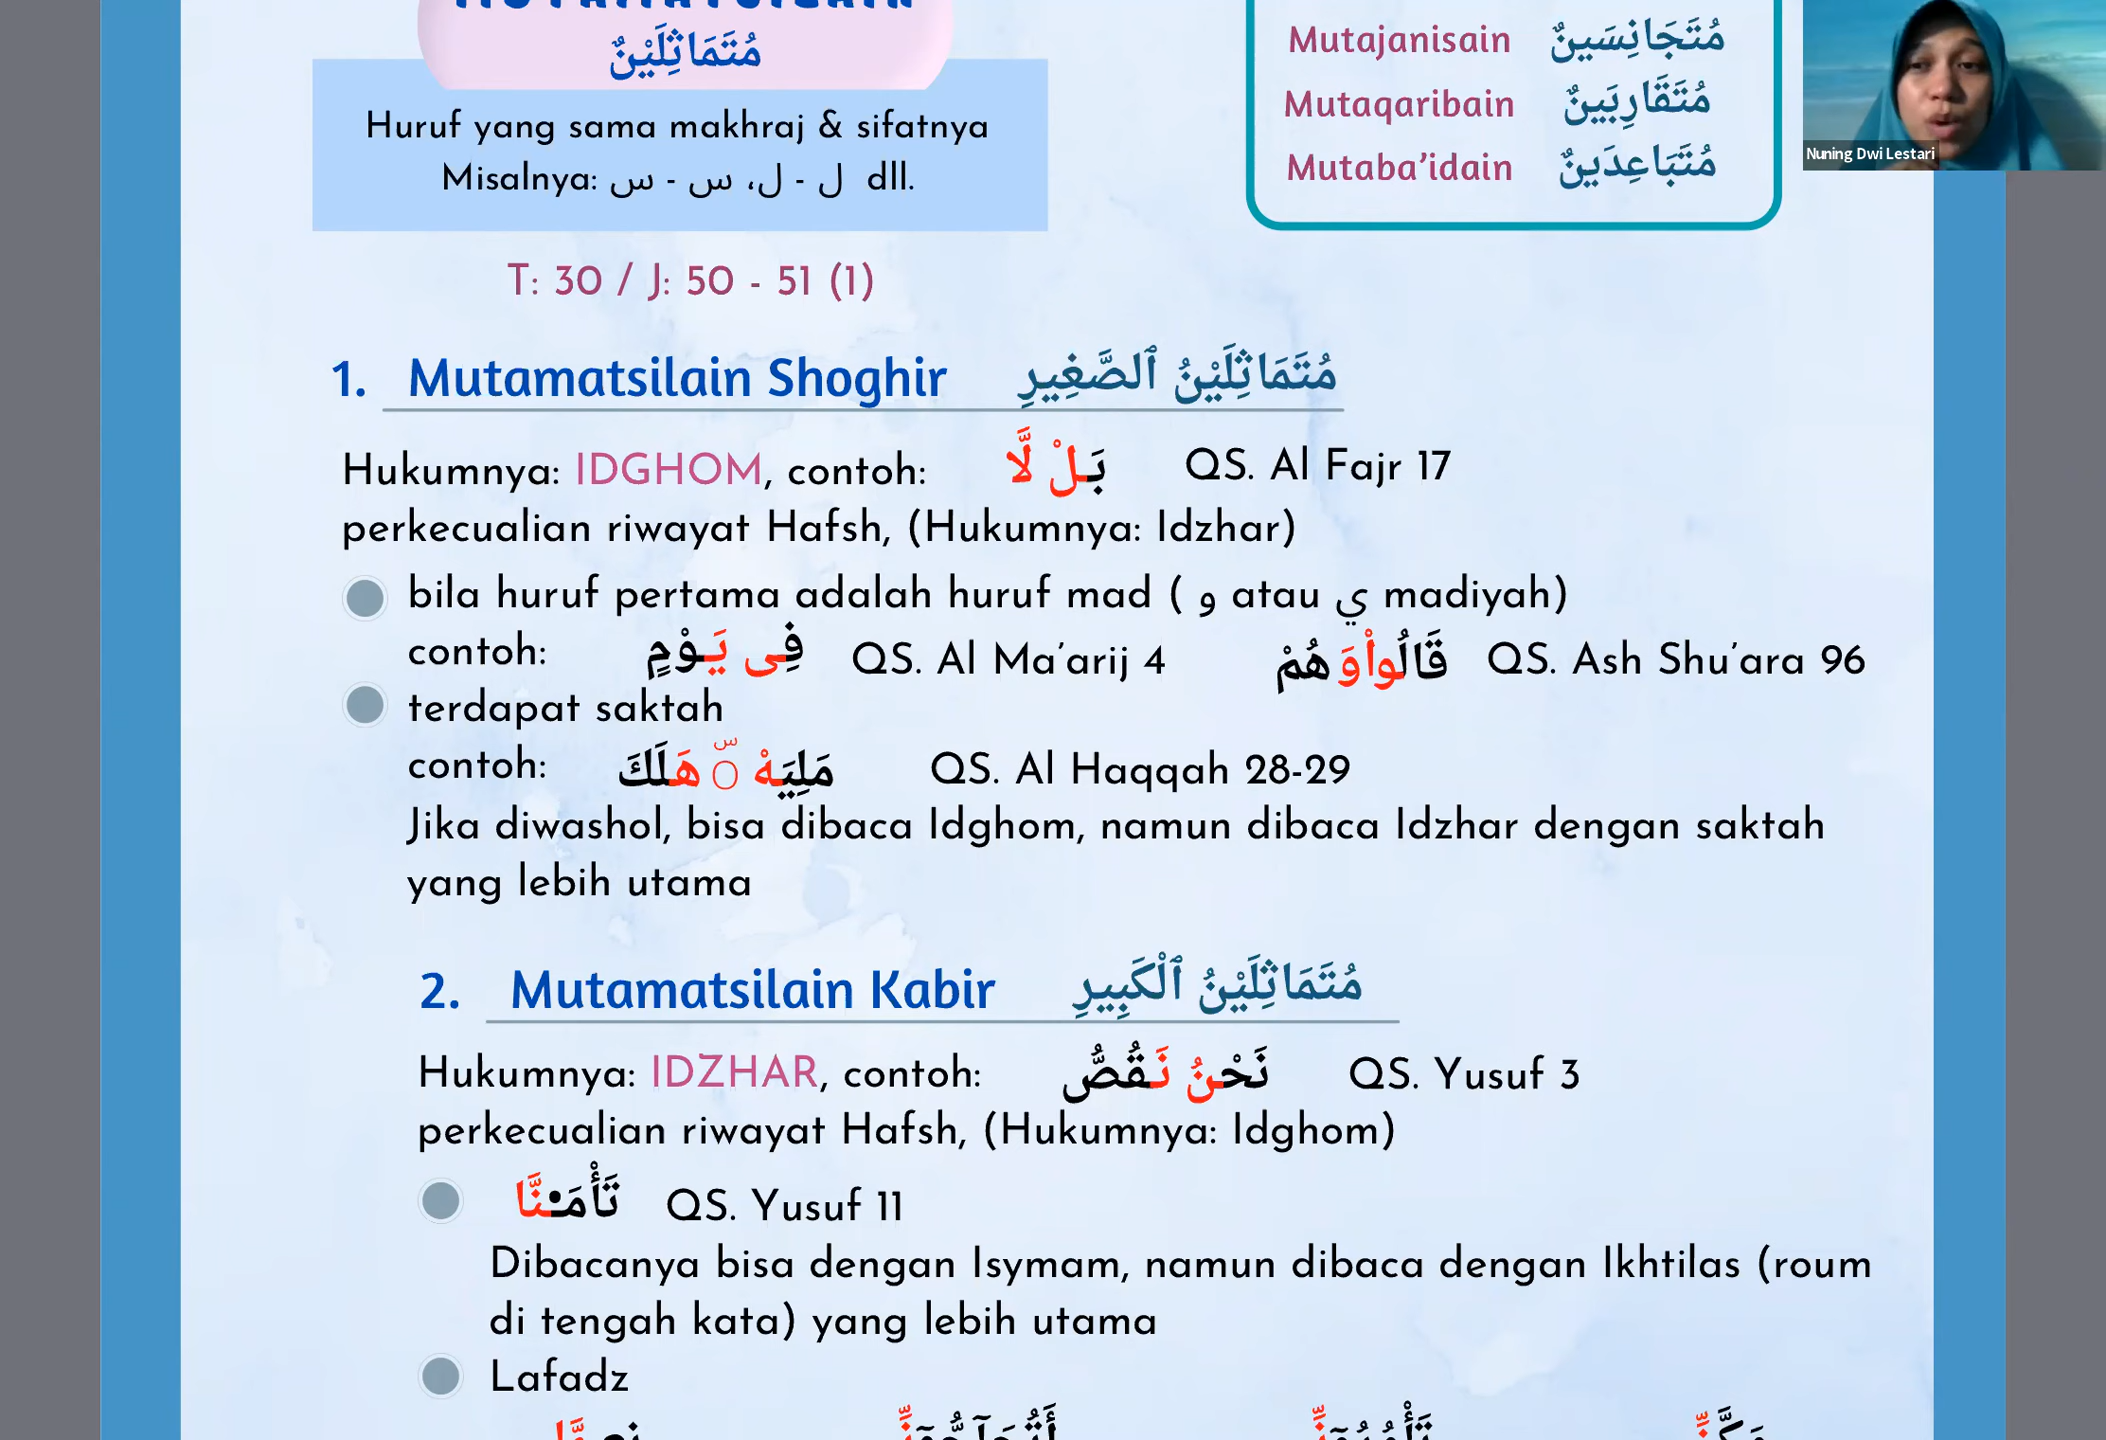 مُتَمَاثِلَيْنٌ
Huruf yang sama makhraj & sifatnya
Misalnya: ل - ل، س - س dll.
Mutajanisain مُتَجَانِسَينٌ
Mutaqaribain مُتَقَارِبَينٌ
Mutaba'idain مُتَبَاعِدَينٌ
Nuning Dwi Lestari
T: 30 / J: 50 - 51 (1)
1. Mutamatsilain Shoghir مُتَمَاثِلَيْنُ ٱلصَّغِيرِ
Hukumnya: IDGHOM, contoh: بَلْ لَّا QS. Al Fajr 17
perkecualian riwayat Hafsh, (Hukumnya: Idzhar)
bila huruf pertama adalah huruf mad ( و atau ي madiyah)
contoh: فِى يَوْمٍ QS. Al Ma'arij 4 قَالُواْ وَهُمْ QS. Ash Shu'ara 96
terdapat saktah
contoh: مَلِيَهْ ۜ هَلَكَ QS. Al Haqqah 28-29
Jika diwashol, bisa dibaca Idghom, namun dibaca Idzhar dengan saktah
yang lebih utama
2. Mutamatsilain Kabir مُتَمَاثِلَيْنُ ٱلْكَبِيرِ
Hukumnya: IDZHAR, contoh: نَحْنُ نَقُصُّ QS. Yusuf 3
perkecualian riwayat Hafsh, (Hukumnya: Idghom)
تَأْمَ۬نَّا QS. Yusuf 11
Dibacanya bisa dengan Isymam, namun dibaca dengan Ikhtilas (roum
di tengah kata) yang lebih utama
Lafadz